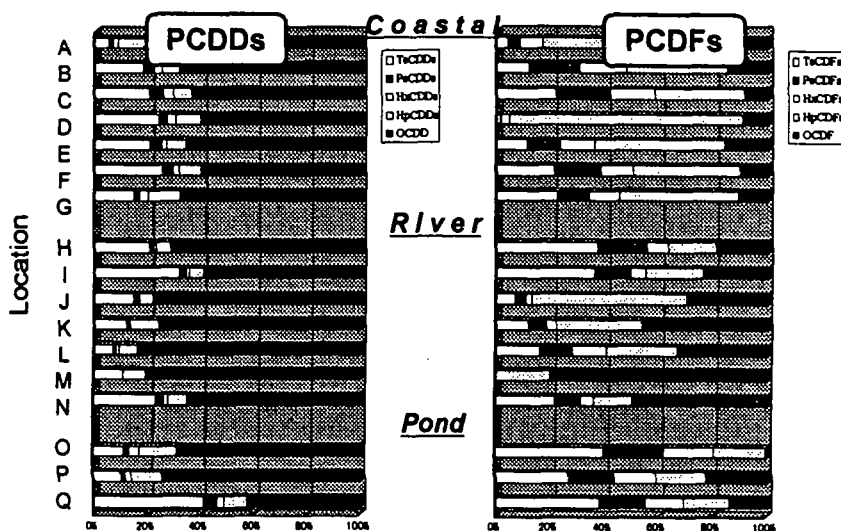 PCDDs
Coastal
PCDFs
TeCDDs
PeCDDs
HxCDDs
HpCDDs
OCDD
TeCDFs
PeCDFs
HxCDFs
HpCDFs
OCDF
Location
A
B
C
D
E
F
G
River
H
I
J
K
L
M
N
Pond
O
P
Q
0% 20% 40% 60% 80% 100%
0% 20% 40% 60% 80% 100%